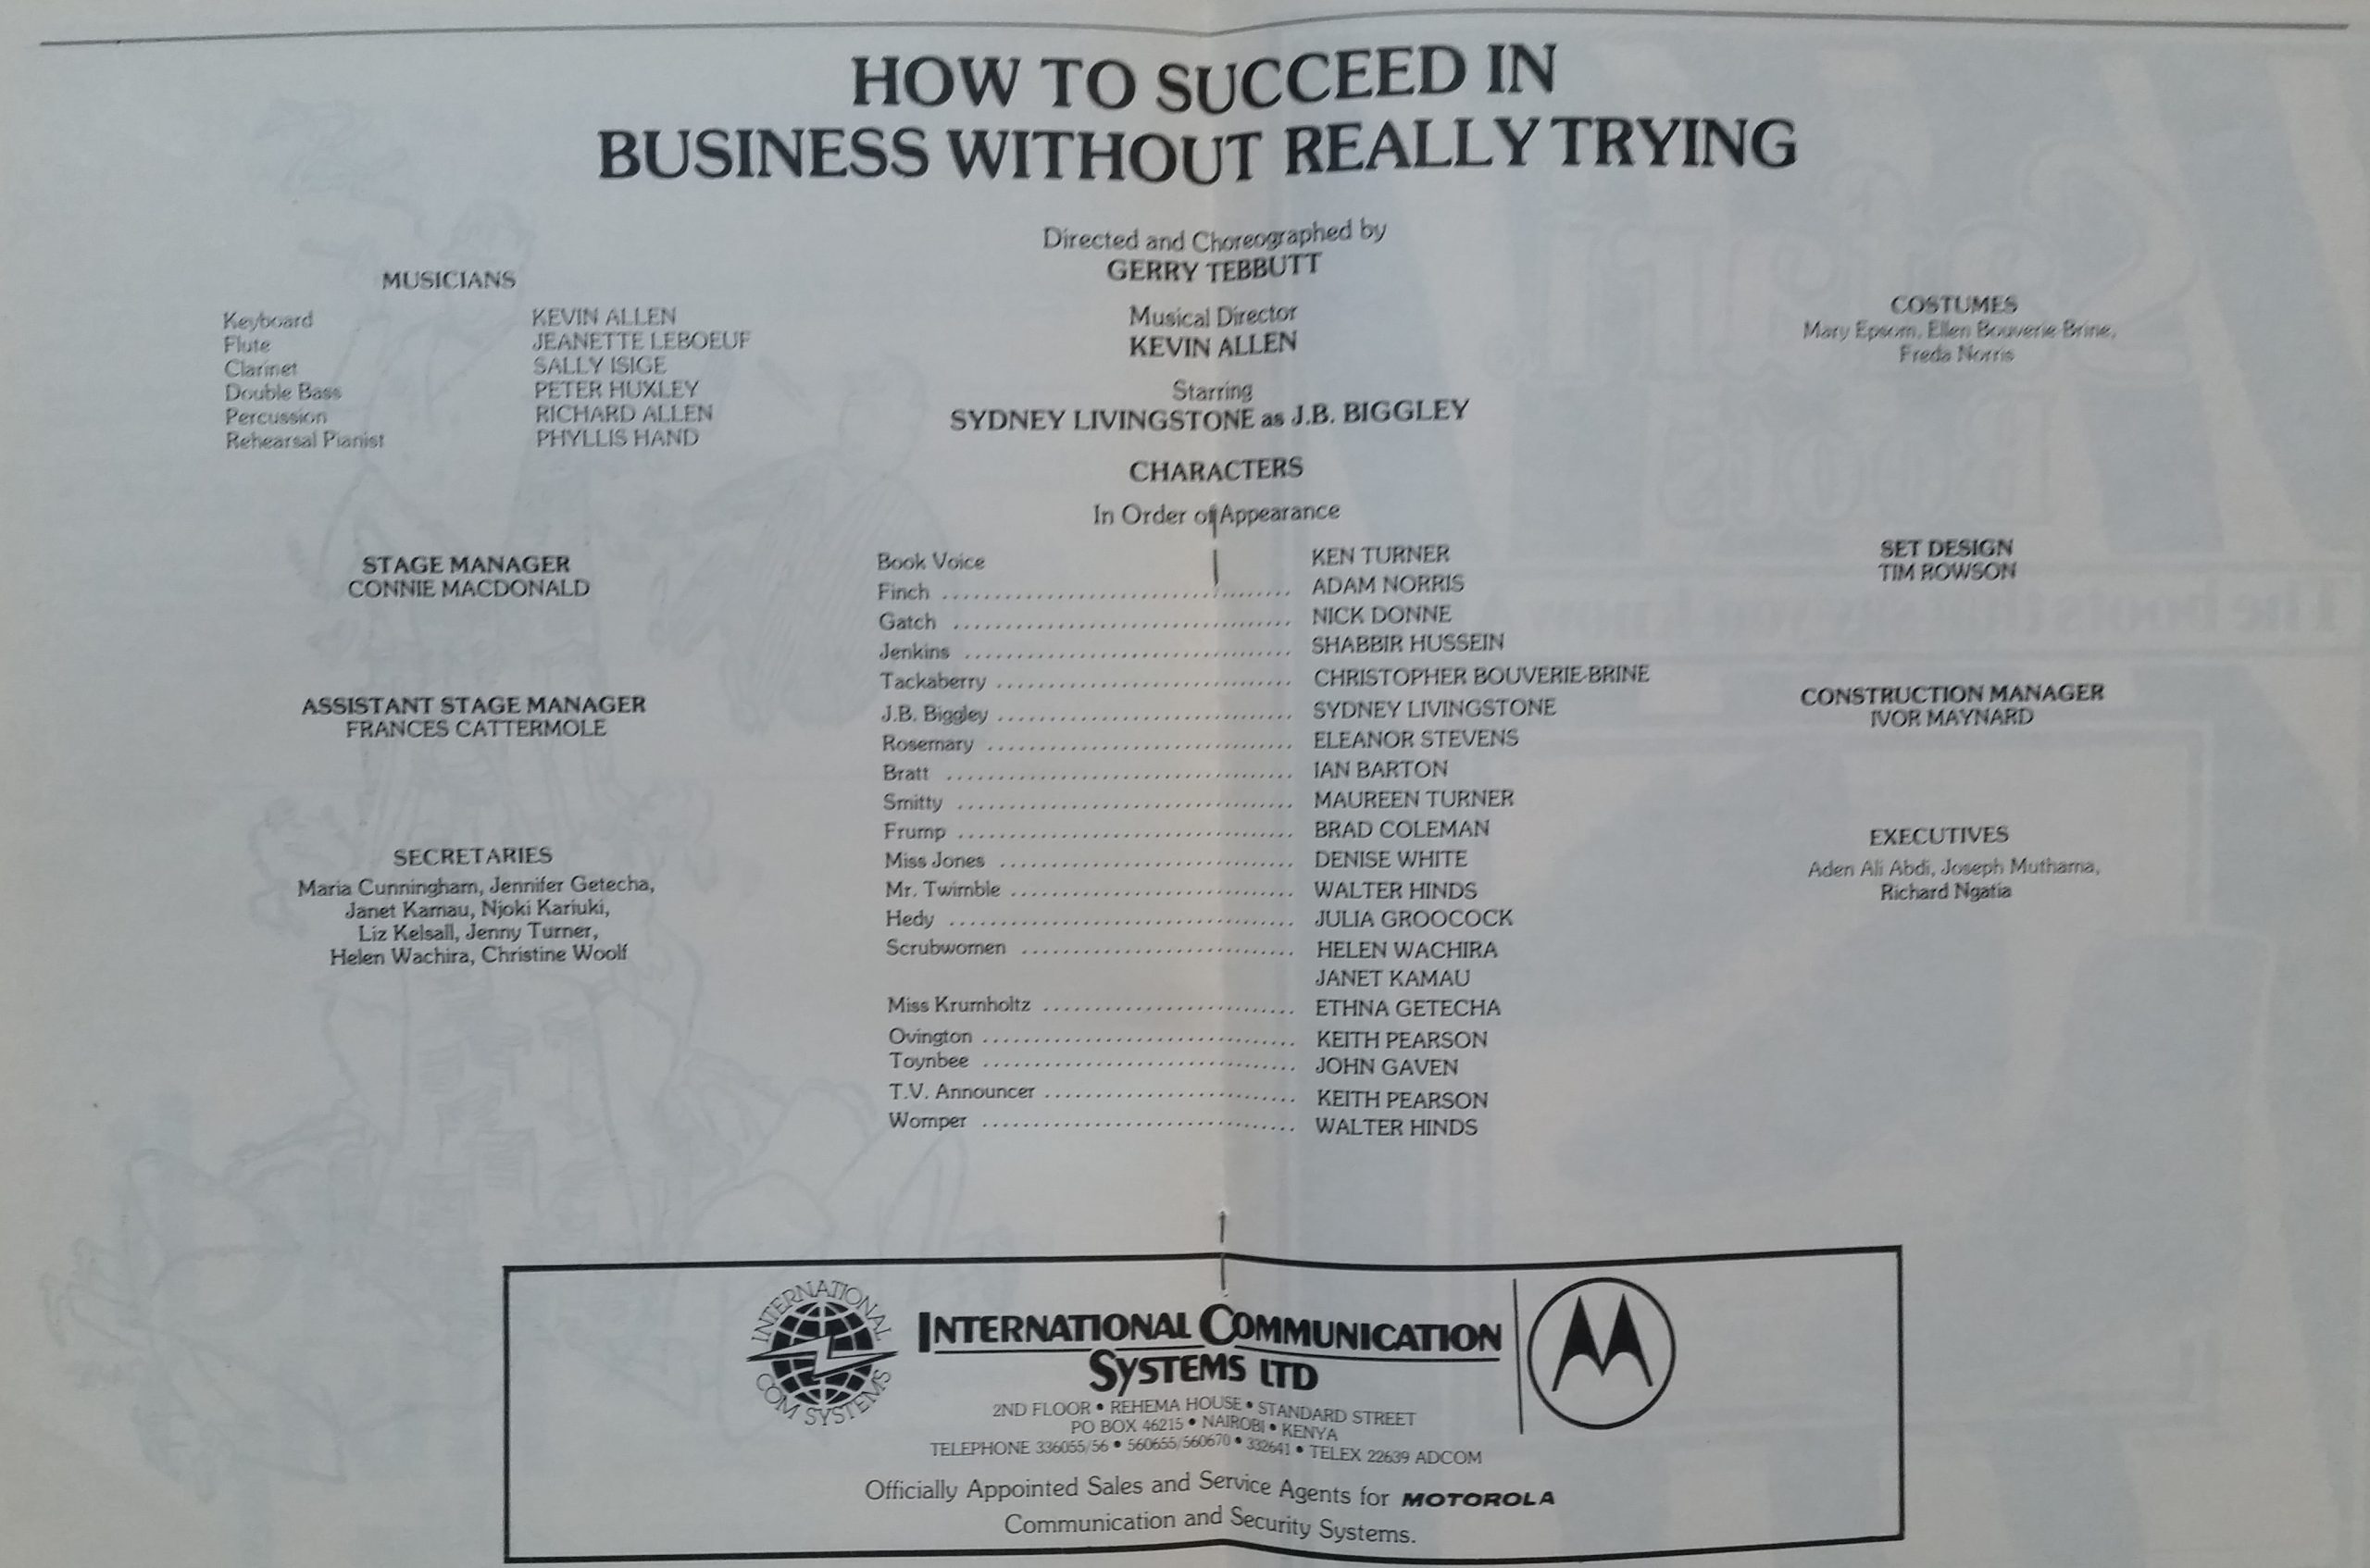 HOW TO SUCCEED IN
BUSINESS WITHOUT REALLY TRYING
Directed and Choreographed by
GERRY TEBBUTT
Musical Director
KEVIN ALLEN
Starring
SYDNEY LIVINGSTONE as J.B. BIGGLEY
MUSICIANS
Keyboard KEVIN ALLEN
Flute JEANETTE LEBOEUF
Clarinet SALLY ISIGE
Double Bass PETER HUXLEY
Percussion RICHARD ALLEN
Rehearsal Pianist PHYLLIS HAND
STAGE MANAGER
CONNIE MACDONALD
ASSISTANT STAGE MANAGER
FRANCES CATTERMOLE
SECRETARIES
Maria Cunningham, Jennifer Getecha,
Janet Kamau, Njoki Kariuki,
Liz Kelsall, Jenny Turner,
Helen Wachira, Christine Woolf
CHARACTERS
In Order of Appearance
Book Voice KEN TURNER
Finch ........ ADAM NORRIS
Gatch ........ NICK DONNE
Jenkins ........ SHABBIR HUSSEIN
Tackaberry ........ CHRISTOPHER BOUVERIE-BRINE
J.B. Biggley ........ SYDNEY LIVINGSTONE
Rosemary ........ ELEANOR STEVENS
Bratt ........ IAN BARTON
Smitty ........ MAUREEN TURNER
Frump ........ BRAD COLEMAN
Miss Jones ........ DENISE WHITE
Mr. Twimble ........ WALTER HINDS
Hedy ........ JULIA GROOCOCK
Scrubwomen ........ HELEN WACHIRA
JANET KAMAU
Miss Krumholtz ........ ETHNA GETECHA
Ovington ........ KEITH PEARSON
Toynbee ........ JOHN GAVEN
T.V. Announcer ........ KEITH PEARSON
Womper ........ WALTER HINDS
COSTUMES
Mary Epsom, Ellen Bouverie-Brine,
Freda Norris
SET DESIGN
TIM ROWSON
CONSTRUCTION MANAGER
IVOR MAYNARD
EXECUTIVES
Aden Ali Abdi, Joseph Muthama,
Richard Ngatia
INTERNATIONAL
COM SYSTEMS
INTERNATIONAL COMMUNICATION
SYSTEMS LTD
2ND FLOOR • REHEMA HOUSE • STANDARD STREET
PO BOX 46215 • NAIROBI • KENYA
TELEPHONE 336055/56 • 560655/560670 • 332641 • TELEX 22639 ADCOM
Officially Appointed Sales and Service Agents for MOTOROLA
Communication and Security Systems.